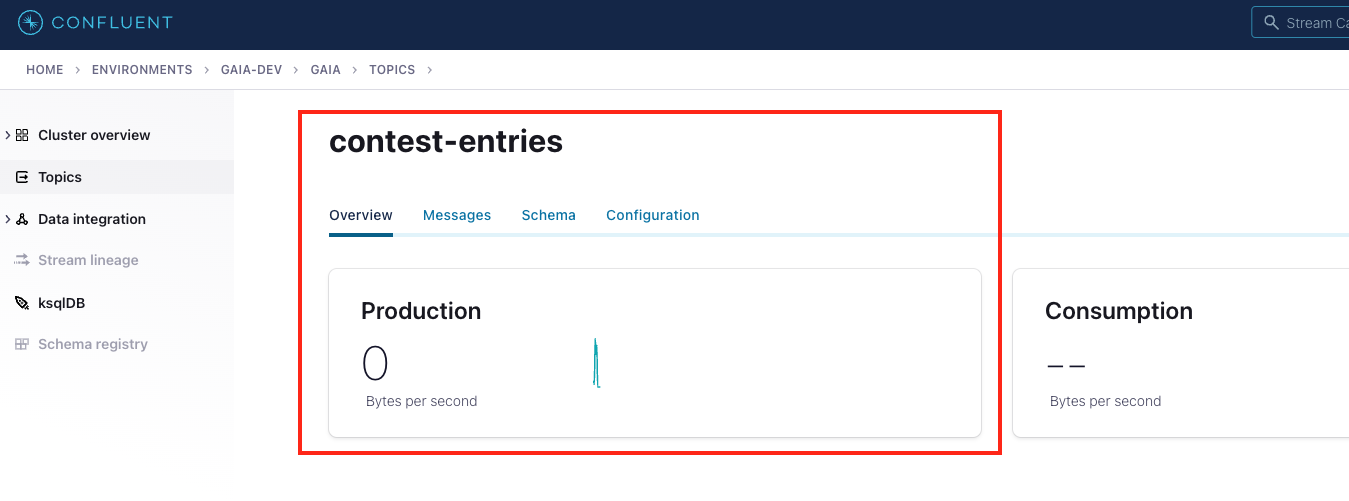 CONFLUENT
Stream Ca
HOME > ENVIRONMENTS > GAIA-DEV > GAIA > TOPICS >
Cluster overview
Topics
Data integration
Stream lineage
ksqlDB
Schema registry
contest-entries
Overview Messages Schema Configuration
Production
0
Bytes per second
Consumption
--
Bytes per second